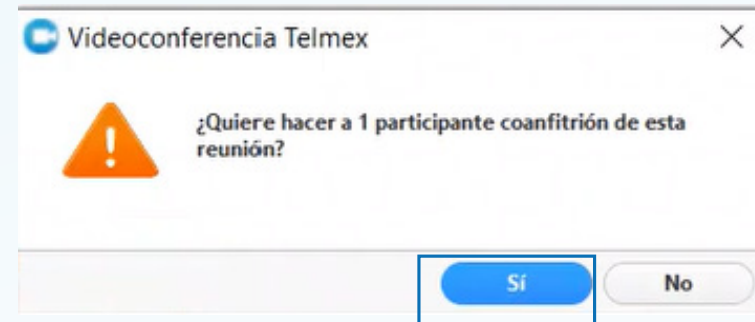 Videoconferencia Telmex
¿Quiere hacer a 1 participante coanfitrión de esta
reunión?
Sí
No